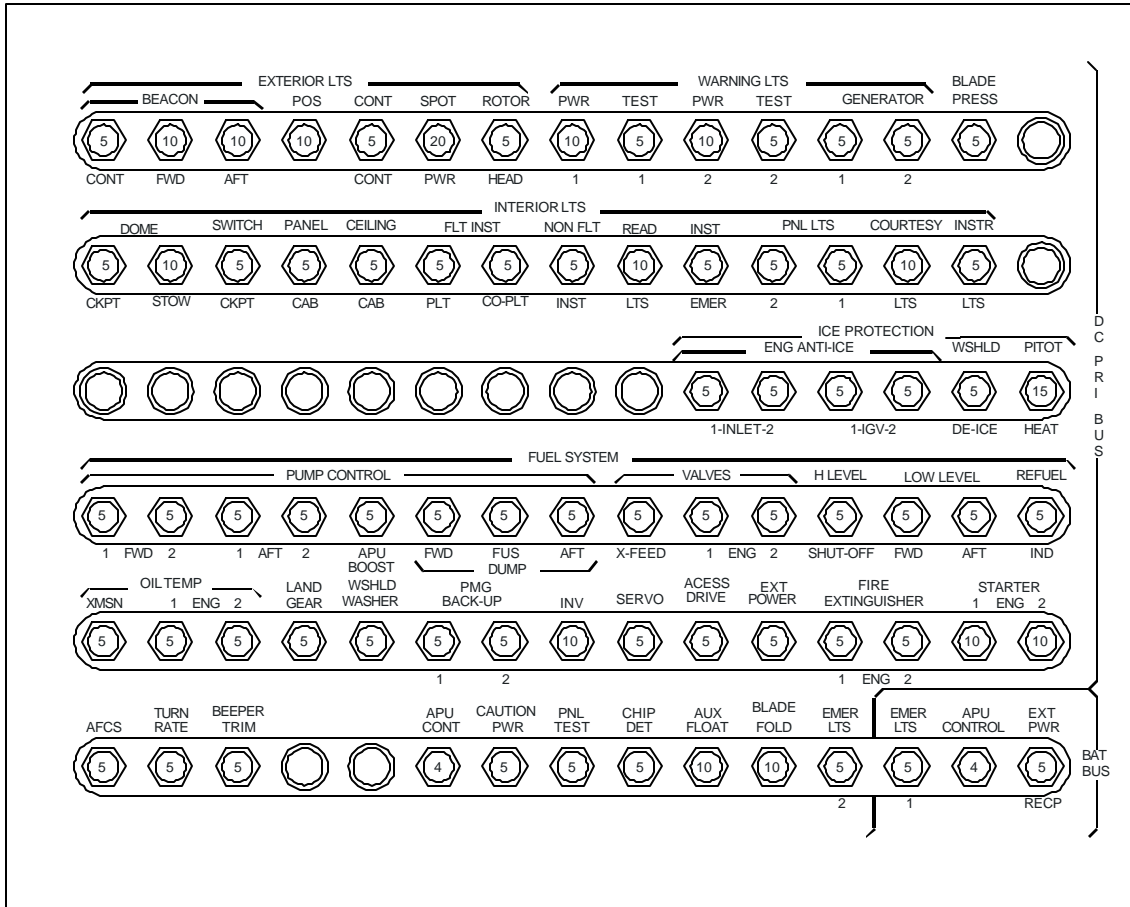 EXTERIOR LTS WARNING LTS BLADE
BEACON POS CONT SPOT ROTOR PWR TEST PWR TEST GENERATOR PRESS
5 10 10 10 5 20 5 10 5 10 5 5 5 5
CONT FWD AFT CONT PWR HEAD 1 1 2 2 1 2
INTERIOR LTS
DOME SWITCH PANEL CEILING FLT INST NON FLT READ INST PNL LTS COURTESY INSTR
5 10 5 5 5 5 5 5 10 5 5 5 10 5
CKPT STOW CKPT CAB CAB PLT CO-PLT INST LTS EMER 2 1 LTS LTS
DC PRI BUS
ICE PROTECTION
ENG ANTI-ICE WSHLD PITOT
5 5 5 5 5 15
1-INLET-2 1-IGV-2 DE-ICE HEAT
FUEL SYSTEM
PUMP CONTROL VALVES H LEVEL LOW LEVEL REFUEL
5 5 5 5 5 5 5 5 5 5 5 5 5 5 5
1 FWD 2 1 AFT 2 APU FWD FUS AFT X-FEED 1 ENG 2 SHUT-OFF FWD AFT IND
BOOST DUMP
OIL TEMP LAND WSHLD PMG ACESS EXT FIRE STARTER
XMSN 1 ENG 2 GEAR WASHER BACK-UP INV SERVO DRIVE POWER EXTINGUISHER 1 ENG 2
5 5 5 5 5 5 5 10 5 5 5 5 5 10 10
1 2 1 ENG 2
TURN BEEPER APU CAUTION PNL CHIP AUX BLADE EMER EMER APU EXT
AFCS RATE TRIM CONT PWR TEST DET FLOAT FOLD LTS LTS CONTROL PWR
5 5 5 4 5 5 5 10 10 5 5 4 5
BAT
BUS
2 1 RECP